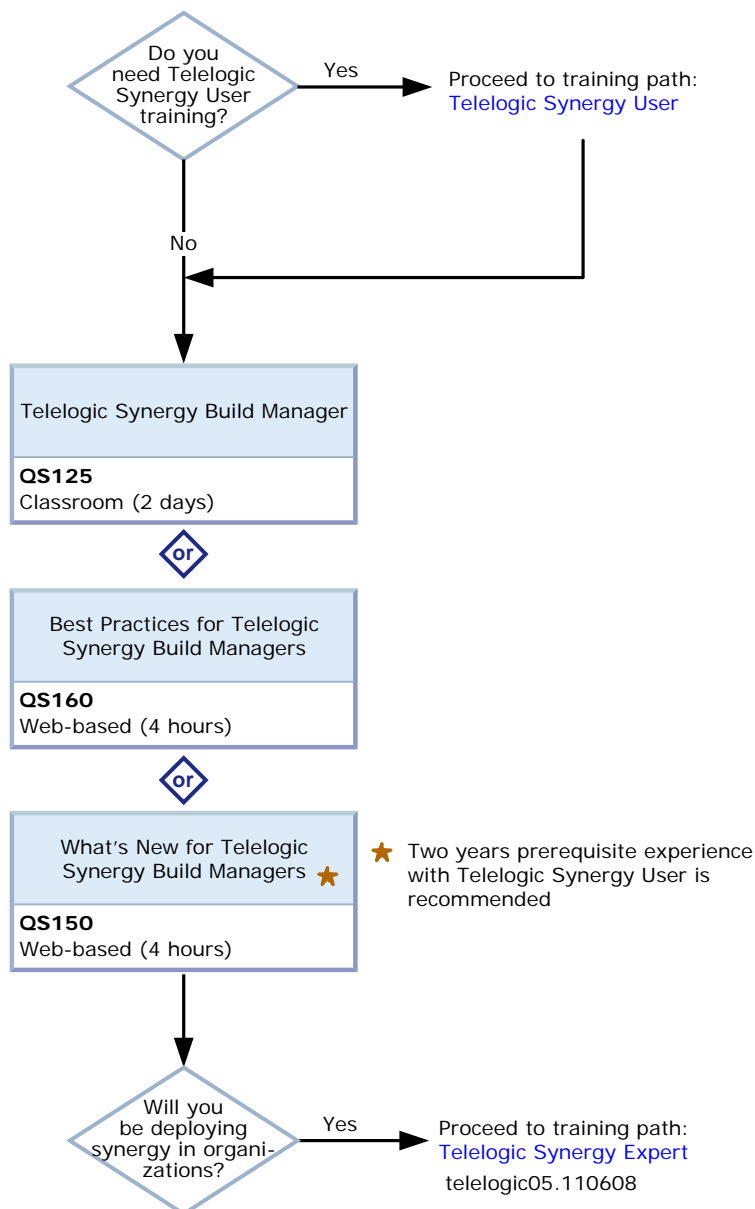 Do you
need Telelogic
Synergy User
training?
Yes
Proceed to training path:
Telelogic Synergy User
No
Telelogic Synergy Build Manager
QS125
Classroom (2 days)
or
Best Practices for Telelogic
Synergy Build Managers
QS160
Web-based (4 hours)
or
What's New for Telelogic
Synergy Build Managers
QS150
Web-based (4 hours)
Two years prerequisite experience
with Telelogic Synergy User is
recommended
Will you
be deploying
synergy in organi-
zations?
Yes
Proceed to training path:
Telelogic Synergy Expert
telelogic05.110608